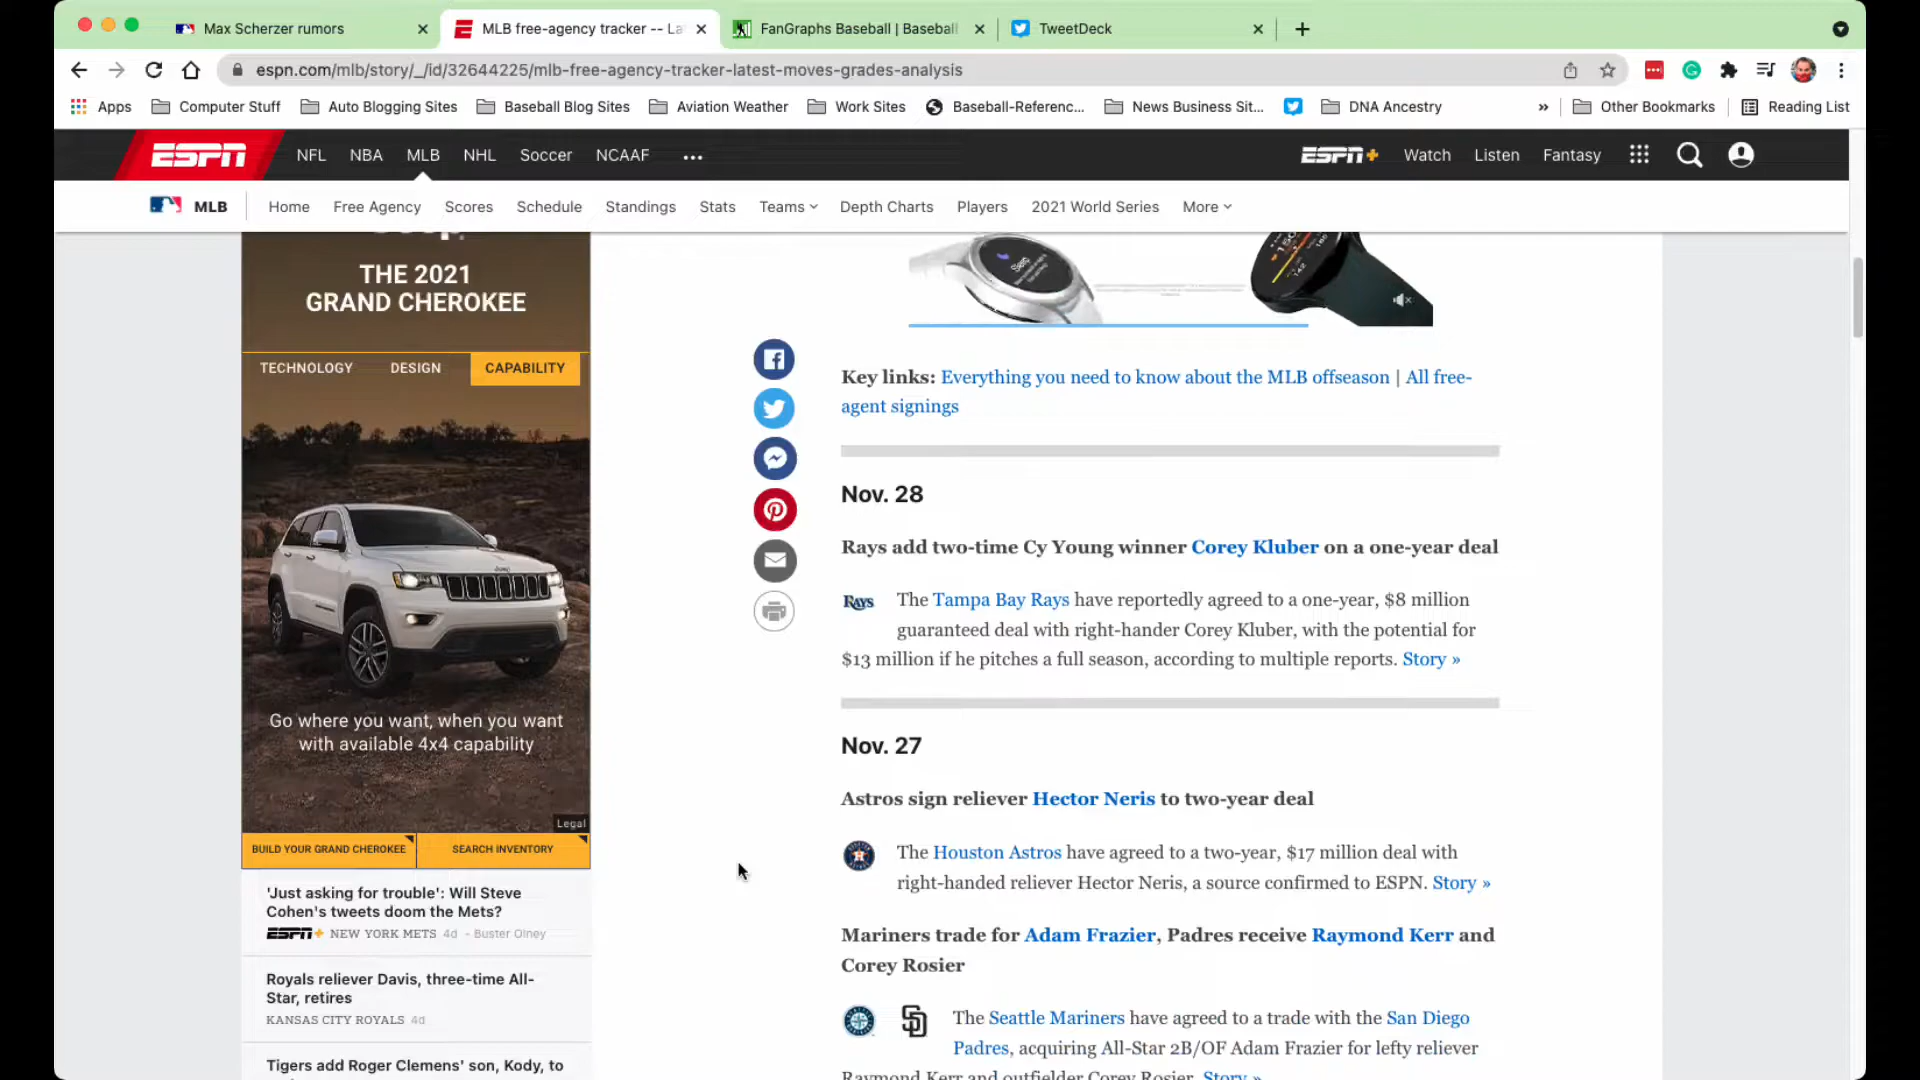 Max Scherzer rumors
MLB free-agency tracker -- La
FanGraphs Baseball | Baseball
TweetDeck
espn.com/mlb/story/_/id/32644225/mlb-free-agency-tracker-latest-moves-grades-analysis
Apps Computer Stuff Auto Blogging Sites Baseball Blog Sites Aviation Weather Work Sites Baseball-Referenc... News Business Sit... DNA Ancestry » Other Bookmarks Reading List
ESPN NFL NBA MLB NHL Soccer NCAAF ... ESPN+ Watch Listen Fantasy
MLB Home Free Agency Scores Schedule Standings Stats Teams Depth Charts Players 2021 World Series More
THE 2021
GRAND CHEROKEE
TECHNOLOGY DESIGN CAPABILITY
Go where you want, when you want
with available 4x4 capability
Legal
BUILD YOUR GRAND CHEROKEE SEARCH INVENTORY
'Just asking for trouble': Will Steve
Cohen's tweets doom the Mets?
ESPN+ NEW YORK METS 4d - Buster Olney
Royals reliever Davis, three-time All-
Star, retires
KANSAS CITY ROYALS 4d
Tigers add Roger Clemens' son, Kody, to
Sleep
Key links: Everything you need to know about the MLB offseason | All free-
agent signings
Nov. 28
Rays add two-time Cy Young winner Corey Kluber on a one-year deal
RAYS The Tampa Bay Rays have reportedly agreed to a one-year, $8 million
guaranteed deal with right-hander Corey Kluber, with the potential for
$13 million if he pitches a full season, according to multiple reports. Story »
Nov. 27
Astros sign reliever Hector Neris to two-year deal
The Houston Astros have agreed to a two-year, $17 million deal with
right-handed reliever Hector Neris, a source confirmed to ESPN. Story »
Mariners trade for Adam Frazier, Padres receive Raymond Kerr and
Corey Rosier
SD The Seattle Mariners have agreed to a trade with the San Diego
Padres, acquiring All-Star 2B/OF Adam Frazier for lefty reliever
Raymond Kerr and outfielder Corey Rosier. Story »